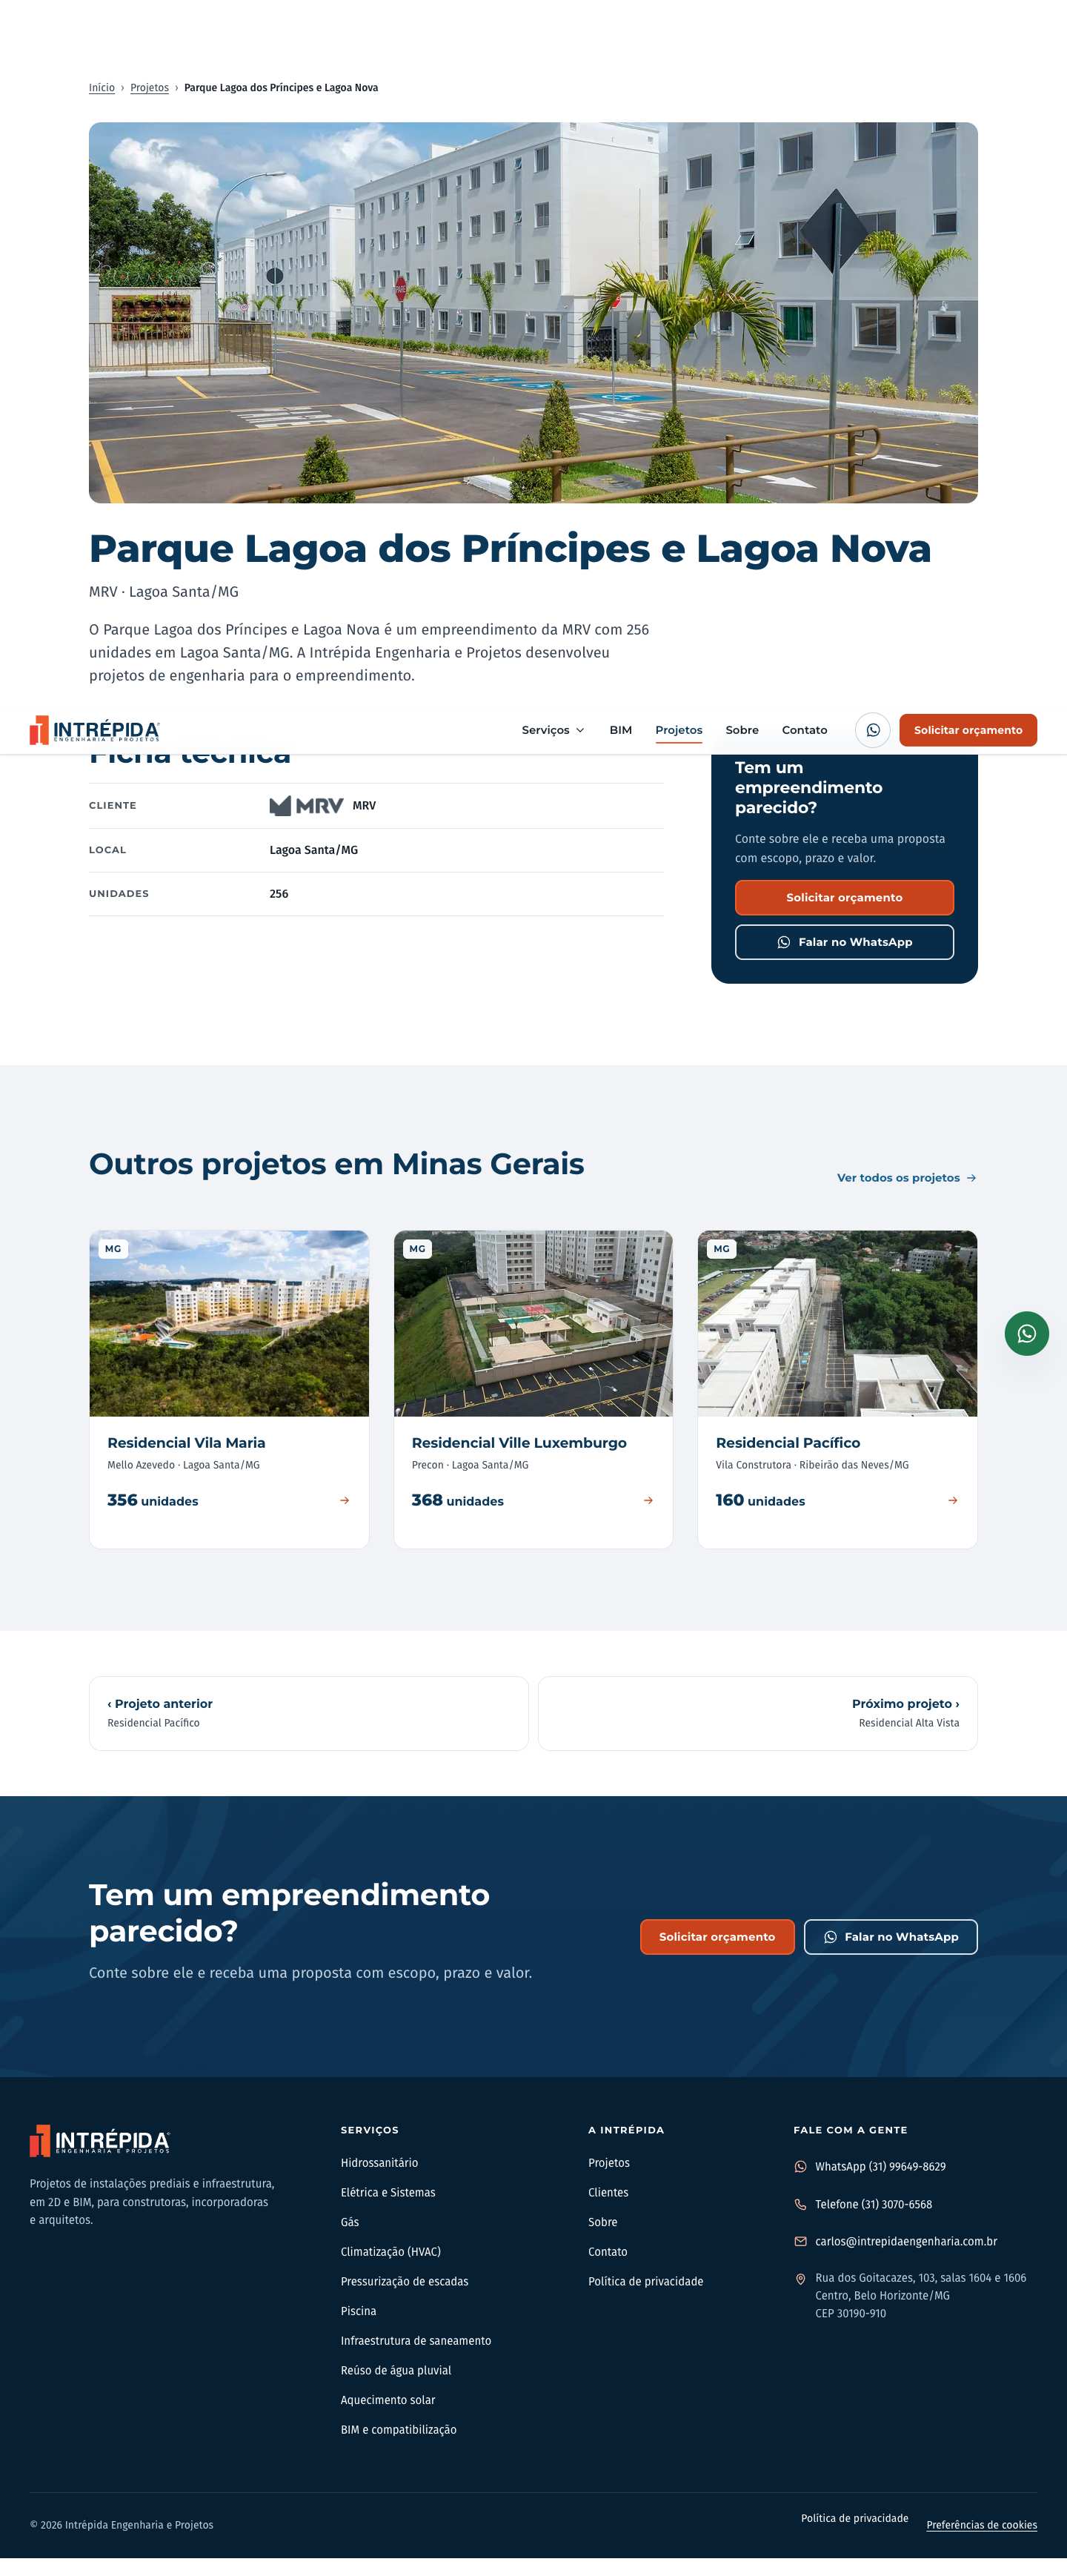 Início › Projetos › Parque Lagoa dos Príncipes e Lagoa Nova
PARE
Parque Lagoa dos Príncipes e Lagoa Nova
MRV · Lagoa Santa/MG
O Parque Lagoa dos Príncipes e Lagoa Nova é um empreendimento da MRV com 256
unidades em Lagoa Santa/MG. A Intrépida Engenharia e Projetos desenvolveu
projetos de engenharia para o empreendimento.
INTRÉPIDA
ENGENHARIA E PROJETOS
Serviços BIM Projetos Sobre Contato Solicitar orçamento
Ficha técnica
CLIENTE MRV MRV
LOCAL Lagoa Santa/MG
UNIDADES 256
Tem um
empreendimento
parecido?
Conte sobre ele e receba uma proposta
com escopo, prazo e valor.
Solicitar orçamento
Falar no WhatsApp
Outros projetos em Minas Gerais
Ver todos os projetos →
MG
Residencial Vila Maria
Mello Azevedo · Lagoa Santa/MG
356 unidades →
MG
Residencial Ville Luxemburgo
Precon · Lagoa Santa/MG
368 unidades →
MG
Residencial Pacífico
Vila Construtora · Ribeirão das Neves/MG
160 unidades →
‹ Projeto anterior
Residencial Pacífico
Próximo projeto ›
Residencial Alta Vista
Tem um empreendimento
parecido?
Conte sobre ele e receba uma proposta com escopo, prazo e valor.
Solicitar orçamento
Falar no WhatsApp
INTRÉPIDA
ENGENHARIA E PROJETOS
Projetos de instalações prediais e infraestrutura,
em 2D e BIM, para construtoras, incorporadoras
e arquitetos.
SERVIÇOS
Hidrossanitário
Elétrica e Sistemas
Gás
Climatização (HVAC)
Pressurização de escadas
Piscina
Infraestrutura de saneamento
Reúso de água pluvial
Aquecimento solar
BIM e compatibilização
A INTRÉPIDA
Projetos
Clientes
Sobre
Contato
Política de privacidade
FALE COM A GENTE
WhatsApp (31) 99649-8629
Telefone (31) 3070-6568
carlos@intrepidaengenharia.com.br
Rua dos Goitacazes, 103, salas 1604 e 1606
Centro, Belo Horizonte/MG
CEP 30190-910
© 2026 Intrépida Engenharia e Projetos
Política de privacidade
Preferências de cookies